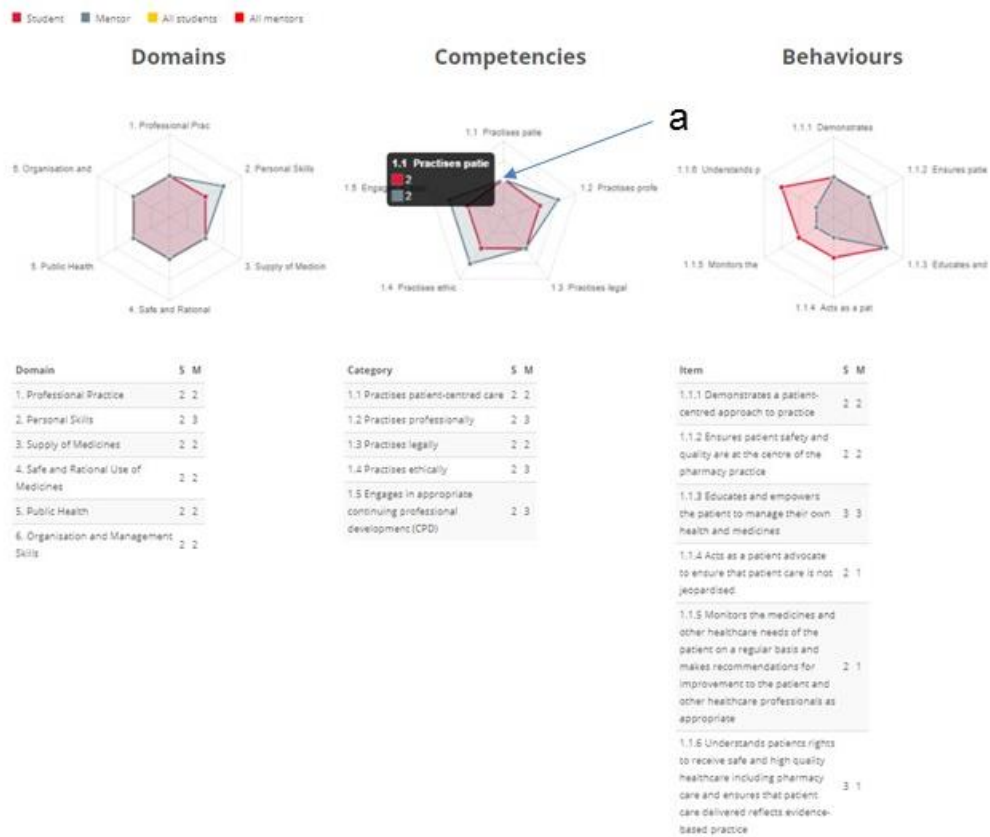 Student Mentor All students All mentors
Domains Competencies Behaviours
a
1. Professional Prac
2. Personal Skills
3. Supply of Medicin
4. Safe and Rational
5. Public Health
6. Organisation and
1.1 Practises patie
1.1 Practises patie
2
2
1.2 Practises profe
1.3 Practises legal
1.4 Practises ethic
1.1.1 Demonstrates
1.1.2 Ensures patie
1.1.3 Educates and
1.1.4 Acts as a pat
1.1.5 Monitors the
1.1.6 Understands p
Domain S M
1. Professional Practice 2 2
2. Personal Skills 2 3
3. Supply of Medicines 2 2
4. Safe and Rational Use of
Medicines 2 2
5. Public Health 2 2
6. Organisation and Management
Skills 2 2
Category S M
1.1 Practises patient-centred care 2 2
1.2 Practises professionally 2 3
1.3 Practises legally 2 2
1.4 Practises ethically 2 3
1.5 Engages in appropriate
continuing professional 2 3
development (CPD)
Item S M
1.1.1 Demonstrates a patient-
centred approach to practice 2 2
1.1.2 Ensures patient safety and
quality are at the centre of the 2 2
pharmacy practice
1.1.3 Educates and empowers
the patient to manage their own 3 3
health and medicines
1.1.4 Acts as a patient advocate
to ensure that patient care is not 2 1
jeopardised.
1.1.5 Monitors the medicines and
other healthcare needs of the
patient on a regular basis and
makes recommendations for 2 1
improvement to the patient and
other healthcare professionals as
appropriate
1.1.6 Understands patients rights
to receive safe and high quality
healthcare including pharmacy
care and ensures that patient 3 1
care delivered reflects evidence-
based practice